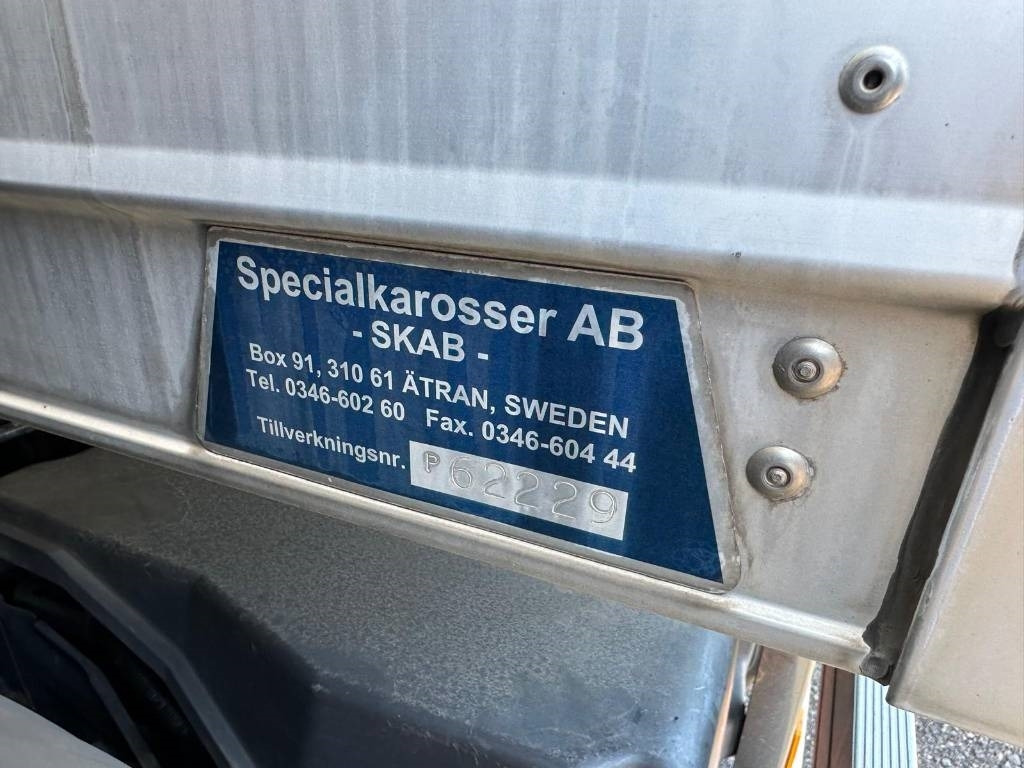 Specialkarosser AB
- SKAB -
Box 91, 310 61 ÄTRAN, SWEDEN
Tel. 0346-602 60 Fax. 0346-604 44
Tillverkningsnr. P62229